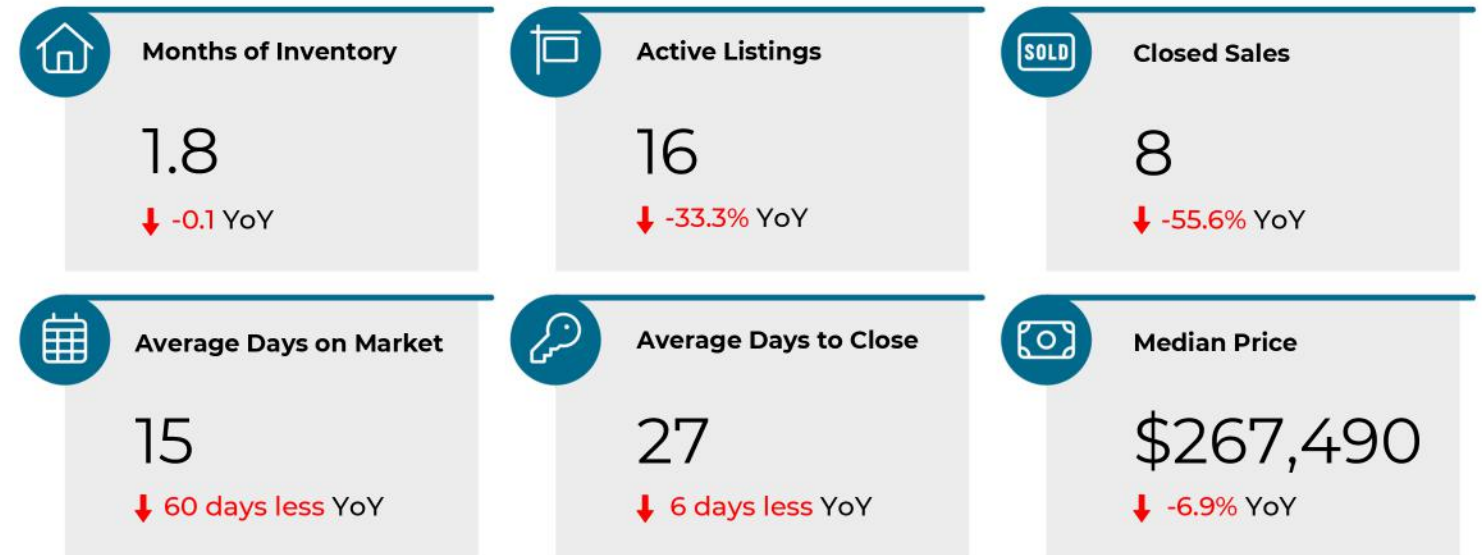 Months of Inventory
1.8
-0.1 YoY
Active Listings
16
-33.3% YoY
SOLD
Closed Sales
8
-55.6% YoY
Average Days on Market
15
60 days less YoY
Average Days to Close
27
6 days less YoY
Median Price
$267,490
-6.9% YoY